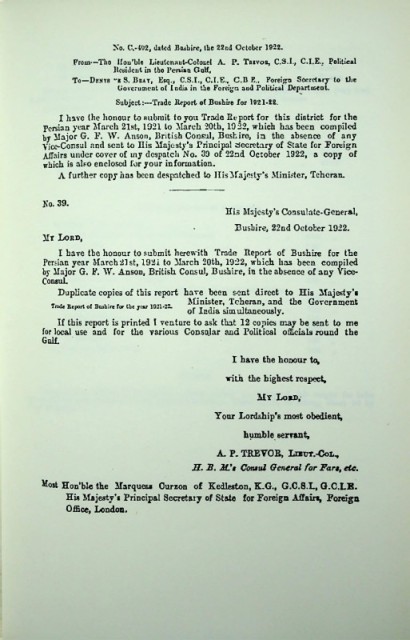 No. C.-492, dated Bushire, the 22nd October 1922.
From—The Hon'ble Lieutenant-Colonel A. P. Trevor, C.S.I., C.I.E., Political
Resident in the Persian Gulf,
To—Denys S. Bray, Esq., C.S.I., C.I.E., C.B.E., Foreign Secretary to the
Government of India in the Foreign and Political Department.
Subject:—Trade Report of Bushire for 1921-22.
I have the honour to submit to you Trade Report for this district for the
Persian year March 21st, 1921 to March 20th, 1922, which has been compiled
by Major G. F. W. Anson, British Consul, Bushire, in the absence of any
Vice-Consul and sent to His Majesty's Principal Secretary of State for Foreign
Affairs under cover of my despatch No. 39 of 22nd October 1922, a copy of
which is also enclosed for your information.
A further copy has been despatched to His Majesty's Minister, Teheran.
No. 39.
His Majesty's Consulate-General,
Bushire, 22nd October 1922.
My Lord,
I have the honour to submit herewith Trade Report of Bushire for the
Persian year March 21st, 1921 to March 20th, 1922, which has been compiled
by Major G. F. W. Anson, British Consul, Bushire, in the absence of any Vice-
Consul.
Duplicate copies of this report have been sent direct to His Majesty's
Trade Report of Bushire for the year 1921-22.
Minister, Teheran, and the Government
of India simultaneously.
If this report is printed I venture to ask that 12 copies may be sent to me
for local use and for the various Consular and Political officials round the
Gulf.
I have the honour to,
with the highest respect,
My Lord,
Your Lordship's most obedient,
humble servant,
A. P. TREVOR, Lieut.-Col.,
H. B. M.'s Consul General for Fars, etc.
Most Hon'ble the Marquess Curzon of Kedleston, K.G., G.C.S.I., G.C.I.E.
His Majesty's Principal Secretary of State for Foreign Affairs, Foreign
Office, London.